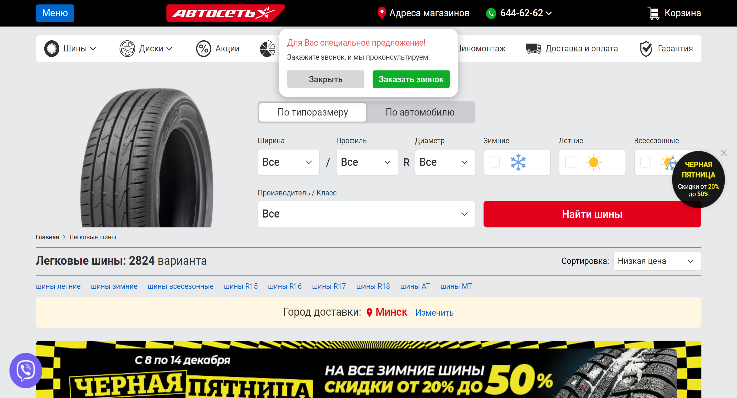 Меню
АВТОСЕТЬ
Адреса магазинов
644-62-62
Корзина
Шины
Диски
Акции
Шиномонтаж
Доставка и оплата
Гарантия
Для Вас специальное предложение!
Закажите звонок, и мы проконсультируем.
Закрыть
Заказать звонок
По типоразмеру
По автомобилю
Ширина
Профиль
Диаметр
Зимние
Летние
Всесезонные
Все
/
Все
R
Все
ЧЕРНАЯ
ПЯТНИЦА
Скидки от 20%
до 50%
Производитель / Класс
Все
Найти шины
Главная > Легковые шины
Легковые шины: 2824 варианта
Сортировка:
Низкая цена
шины летние
шины зимние
шины всесезонные
шины R15
шины R16
шины R17
шины R18
шины AT
шины MT
Город доставки: Минск Изменить
С 8 по 14 декабря
ЧЕРНАЯ ПЯТНИЦА
НА ВСЕ ЗИМНИЕ ШИНЫ
СКИДКИ ОТ 20% ДО 50%